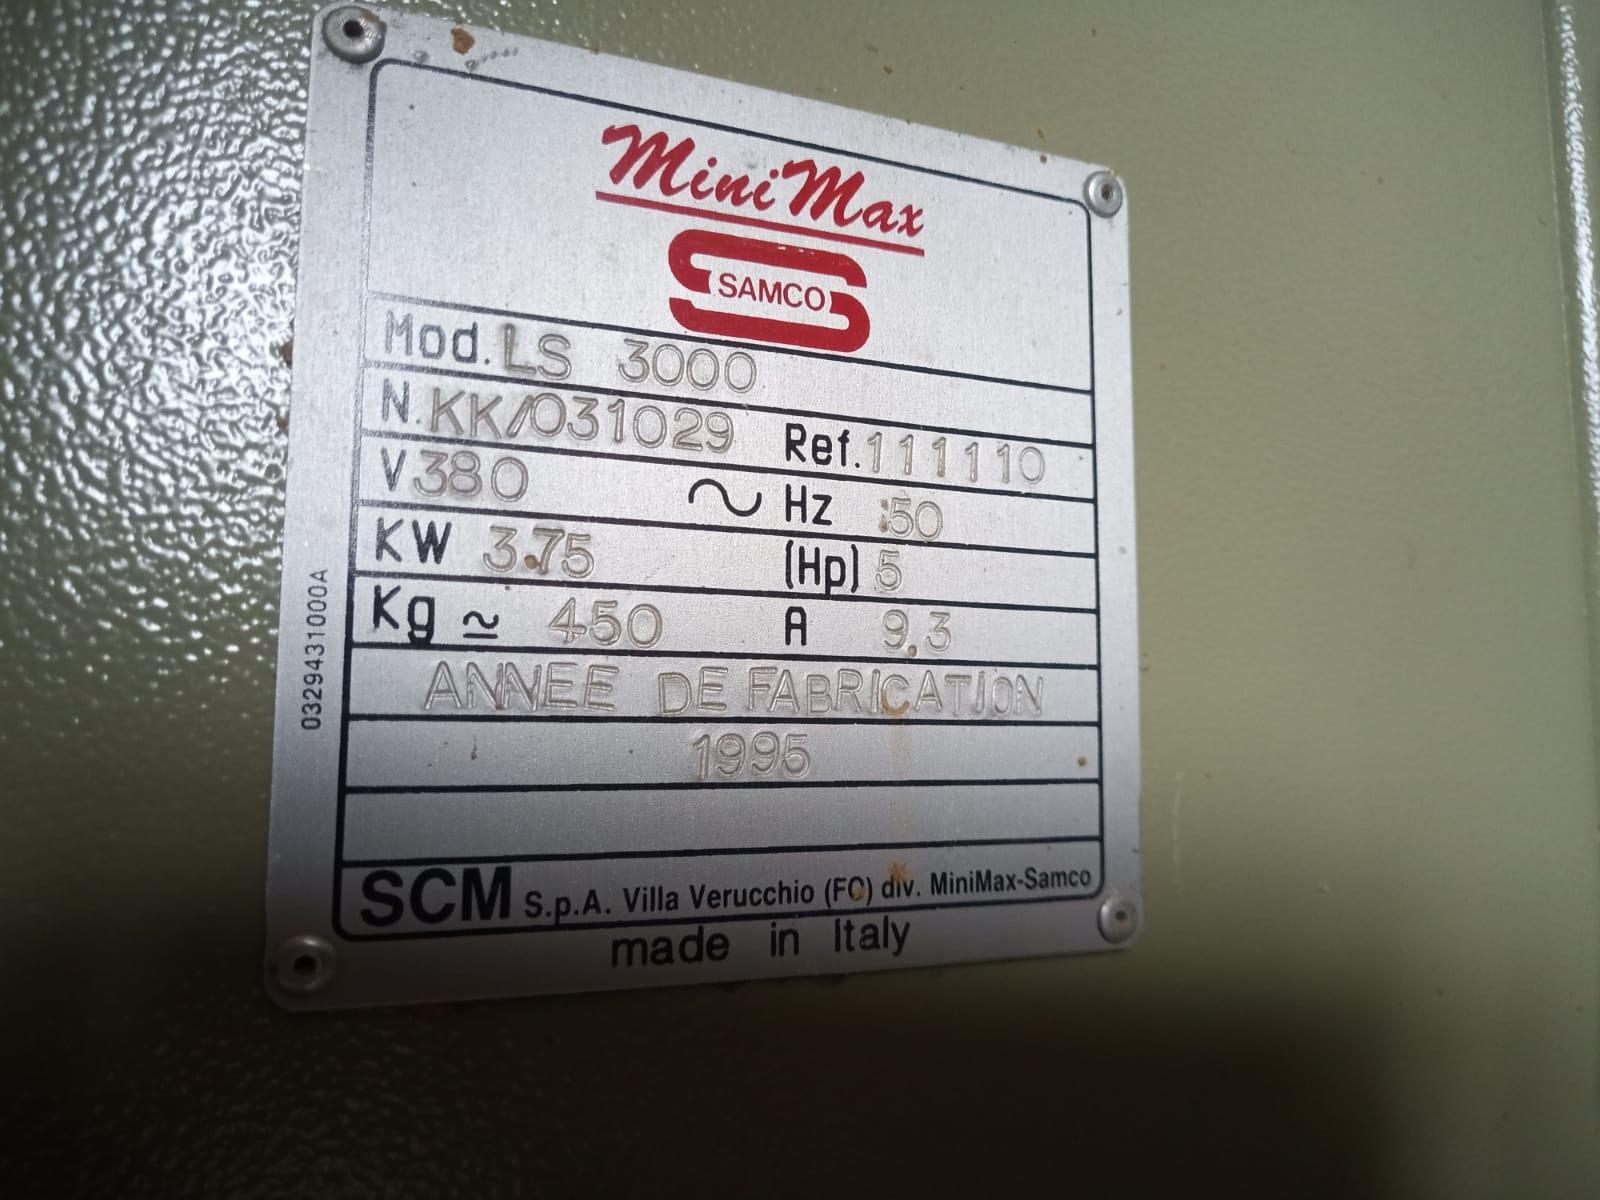 MiniMax
SAMCO
Mod. LS 3000
N. KK/031029 Ref. 111110
V 380 ~ Hz 50
KW 3.75 (Hp) 5
Kg ≃ 450 A 9.3
ANNEE DE FABRICATION
1995
SCM S.p.A. Villa Verucchio (FO) div. MiniMax-Samco
made in Italy
0329431000A